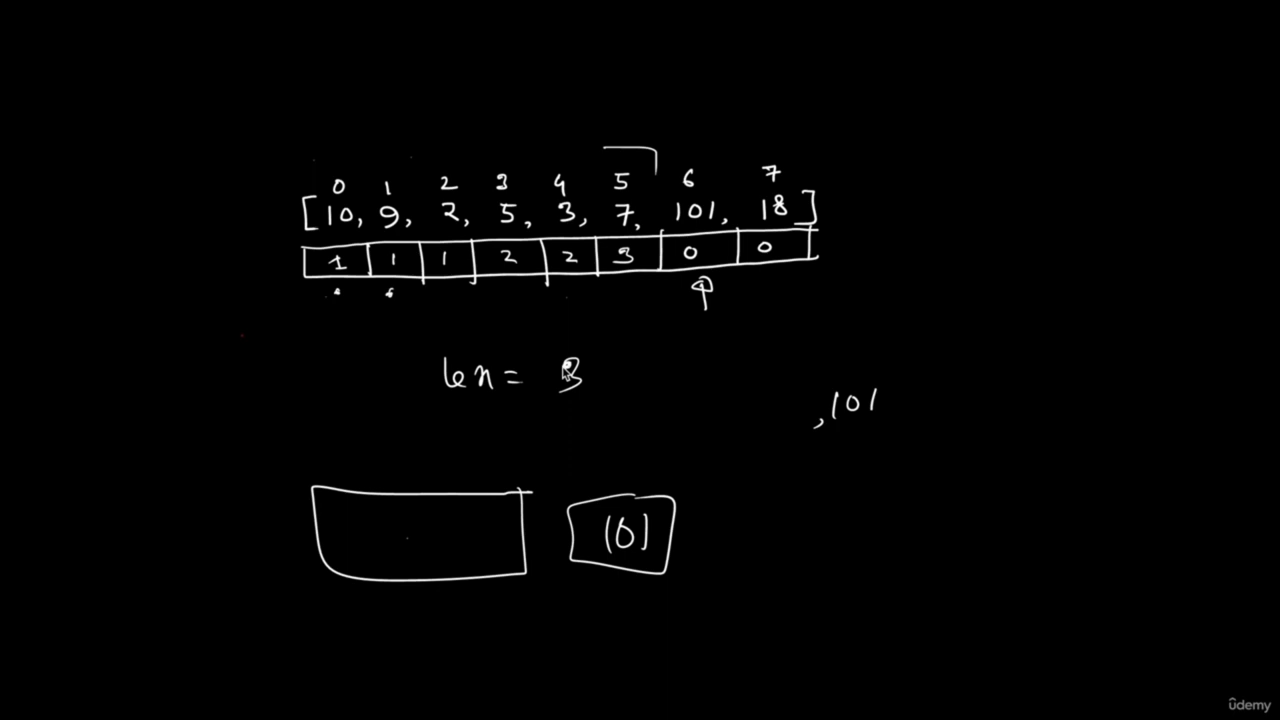 0 1 2 3 4 5 6 7
[10, 9, 2, 5, 3, 7, 101, 18]
1 1 1 2 2 3 0 0
len = 3
,101
101
ûdemy